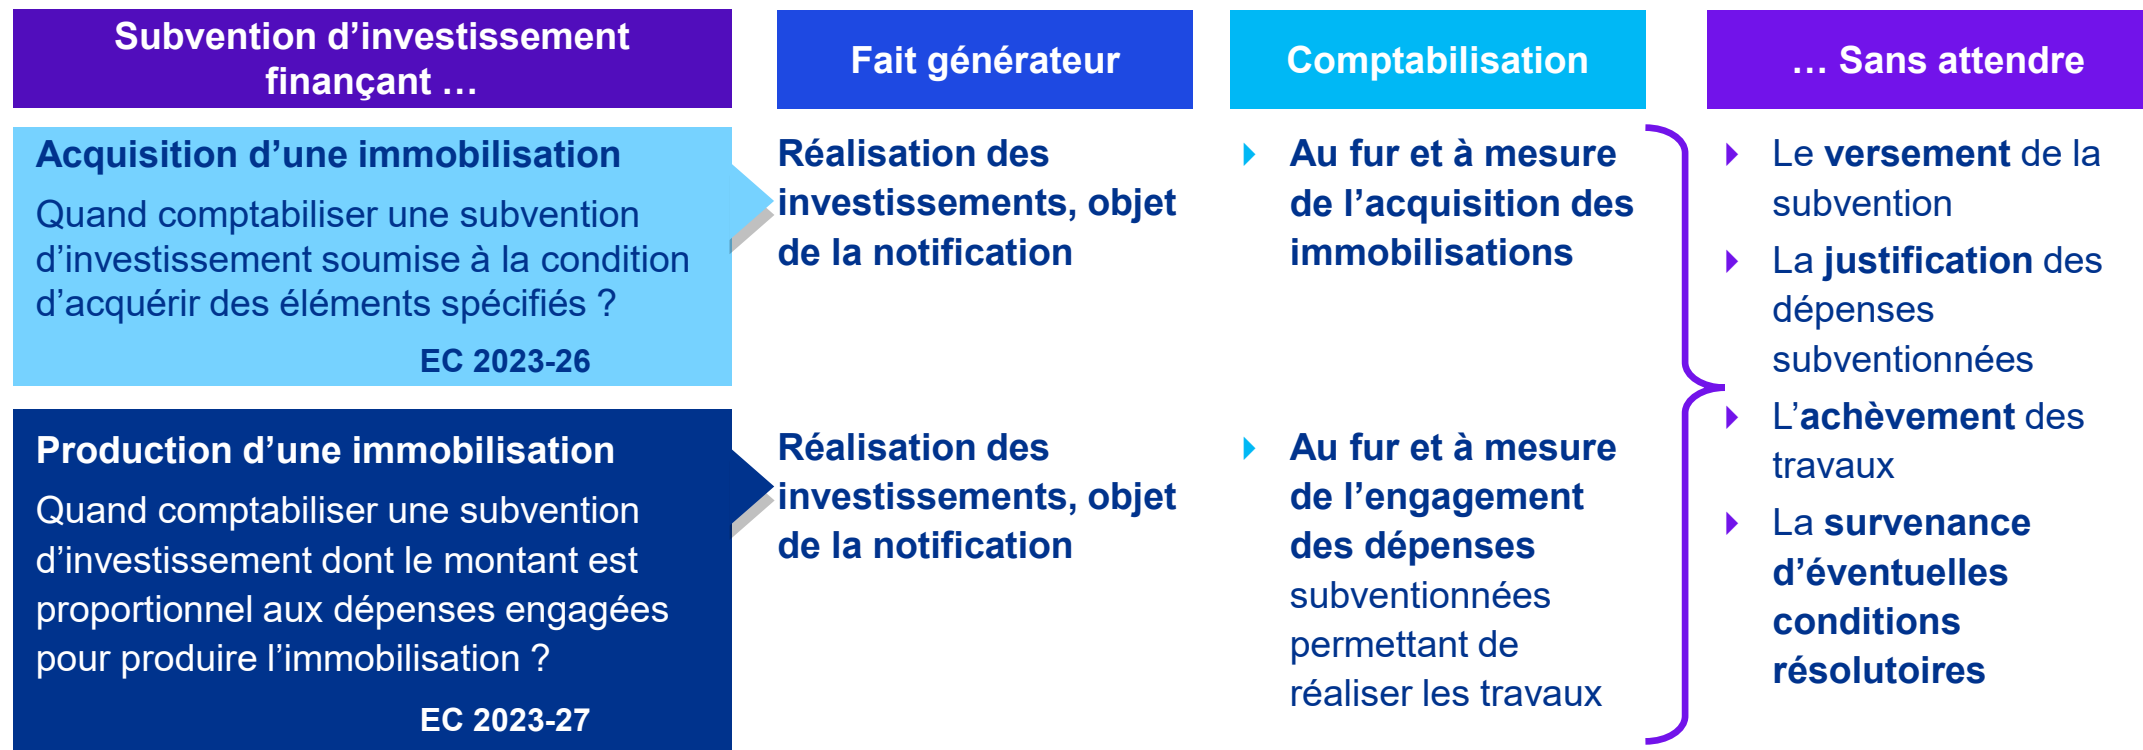 Subvention d’investissement
finançant …
Fait générateur
Comptabilisation
… Sans attendre
Acquisition d’une immobilisation
Quand comptabiliser une subvention
d’investissement soumise à la condition
d’acquérir des éléments spécifiés ?
EC 2023-26
Réalisation des
investissements, objet
de la notification
Au fur et à mesure
de l’acquisition des
immobilisations
Production d’une immobilisation
Quand comptabiliser une subvention
d’investissement dont le montant est
proportionnel aux dépenses engagées
pour produire l’immobilisation ?
EC 2023-27
Réalisation des
investissements, objet
de la notification
Au fur et à mesure
de l’engagement
des dépenses
subventionnées
permettant de
réaliser les travaux
Le versement de la
subvention
La justification des
dépenses
subventionnées
L’achèvement des
travaux
La survenance
d’éventuelles
conditions
résolutoires